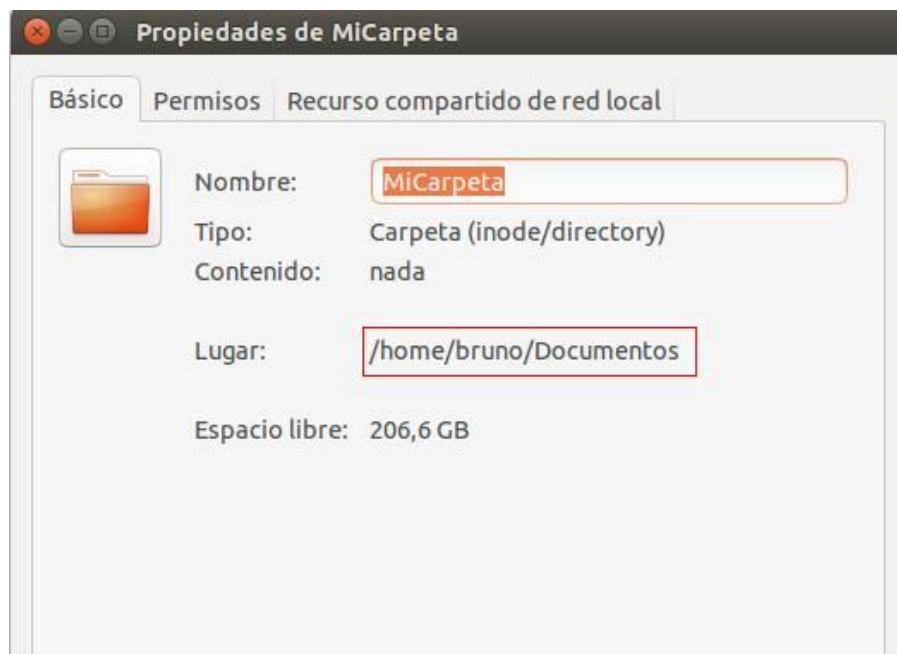 Propiedades de MiCarpeta
Básico Permisos Recurso compartido de red local
Nombre: MiCarpeta
Tipo: Carpeta (inode/directory)
Contenido: nada
Lugar: /home/bruno/Documentos
Espacio libre: 206,6 GB